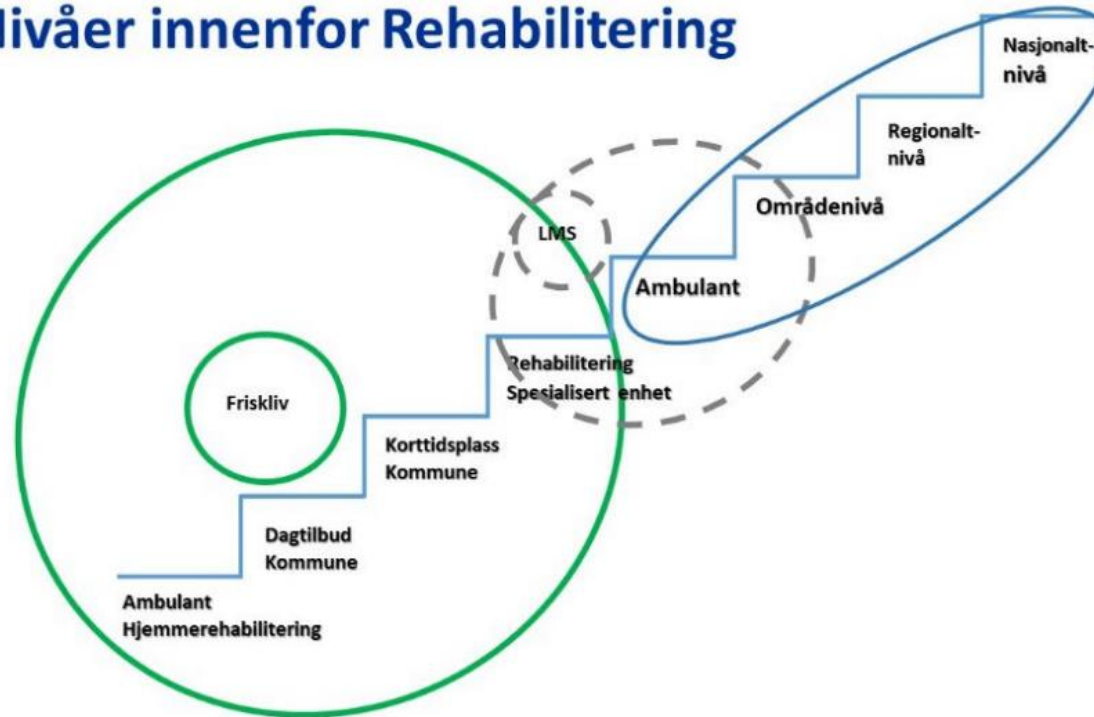 Nivåer innenfor Rehabilitering
Nasjonalt-
nivå
Regionalt-
nivå
Områdenivå
LMS
Ambulant
Rehabilitering
Spesialisert enhet
Friskliv
Korttidsplass
Kommune
Dagtilbud
Kommune
Ambulant
Hjemmerehabilitering